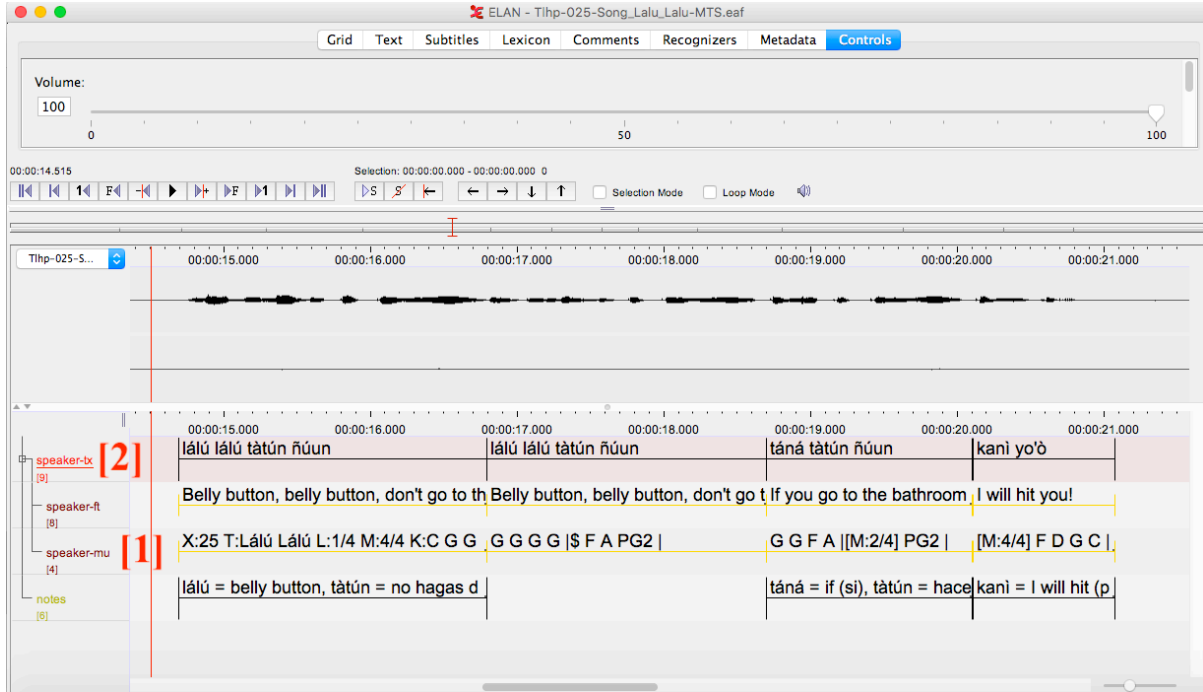 ELAN - Tlhp-025-Song_Lalu_Lalu-MTS.eaf
Grid Text Subtitles Lexicon Comments Recognizers Metadata Controls
Volume:
100
0 50 100
00:00:14.515 Selection: 00:00:00.000 - 00:00:00.000 0
Selection Mode Loop Mode
Tlhp-025-S... 00:00:15.000 00:00:16.000 00:00:17.000 00:00:18.000 00:00:19.000 00:00:20.000 00:00:21.000
00:00:15.000 00:00:16.000 00:00:17.000 00:00:18.000 00:00:19.000 00:00:20.000 00:00:21.000
speaker-tx [2] lálú lálú tàtún ñúun lálú lálú tàtún ñúun táná tàtún ñúun kanì yo'ò
[9]
speaker-ft Belly button, belly button, don't go to th Belly button, belly button, don't go t If you go to the bathroom I will hit you!
[8]
speaker-mu [1] X:25 T:Lálú Lálú L:1/4 M:4/4 K:C G G G G G G |$ F A PG2 | G G F A |[M:2/4] PG2 | [M:4/4] F D G C |
[4]
notes lálú = belly button, tàtún = no hagas d táná = if (si), tàtún = hace kanì = I will hit (p
[6]